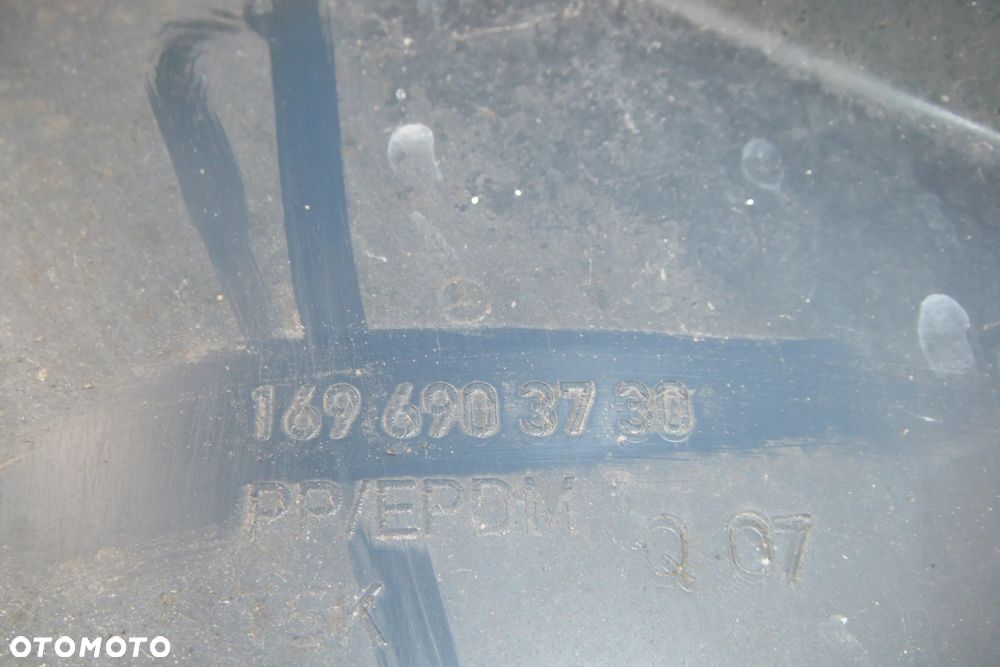 169 690 37 30
PP/EPDM
Q 07
OTOMOTO